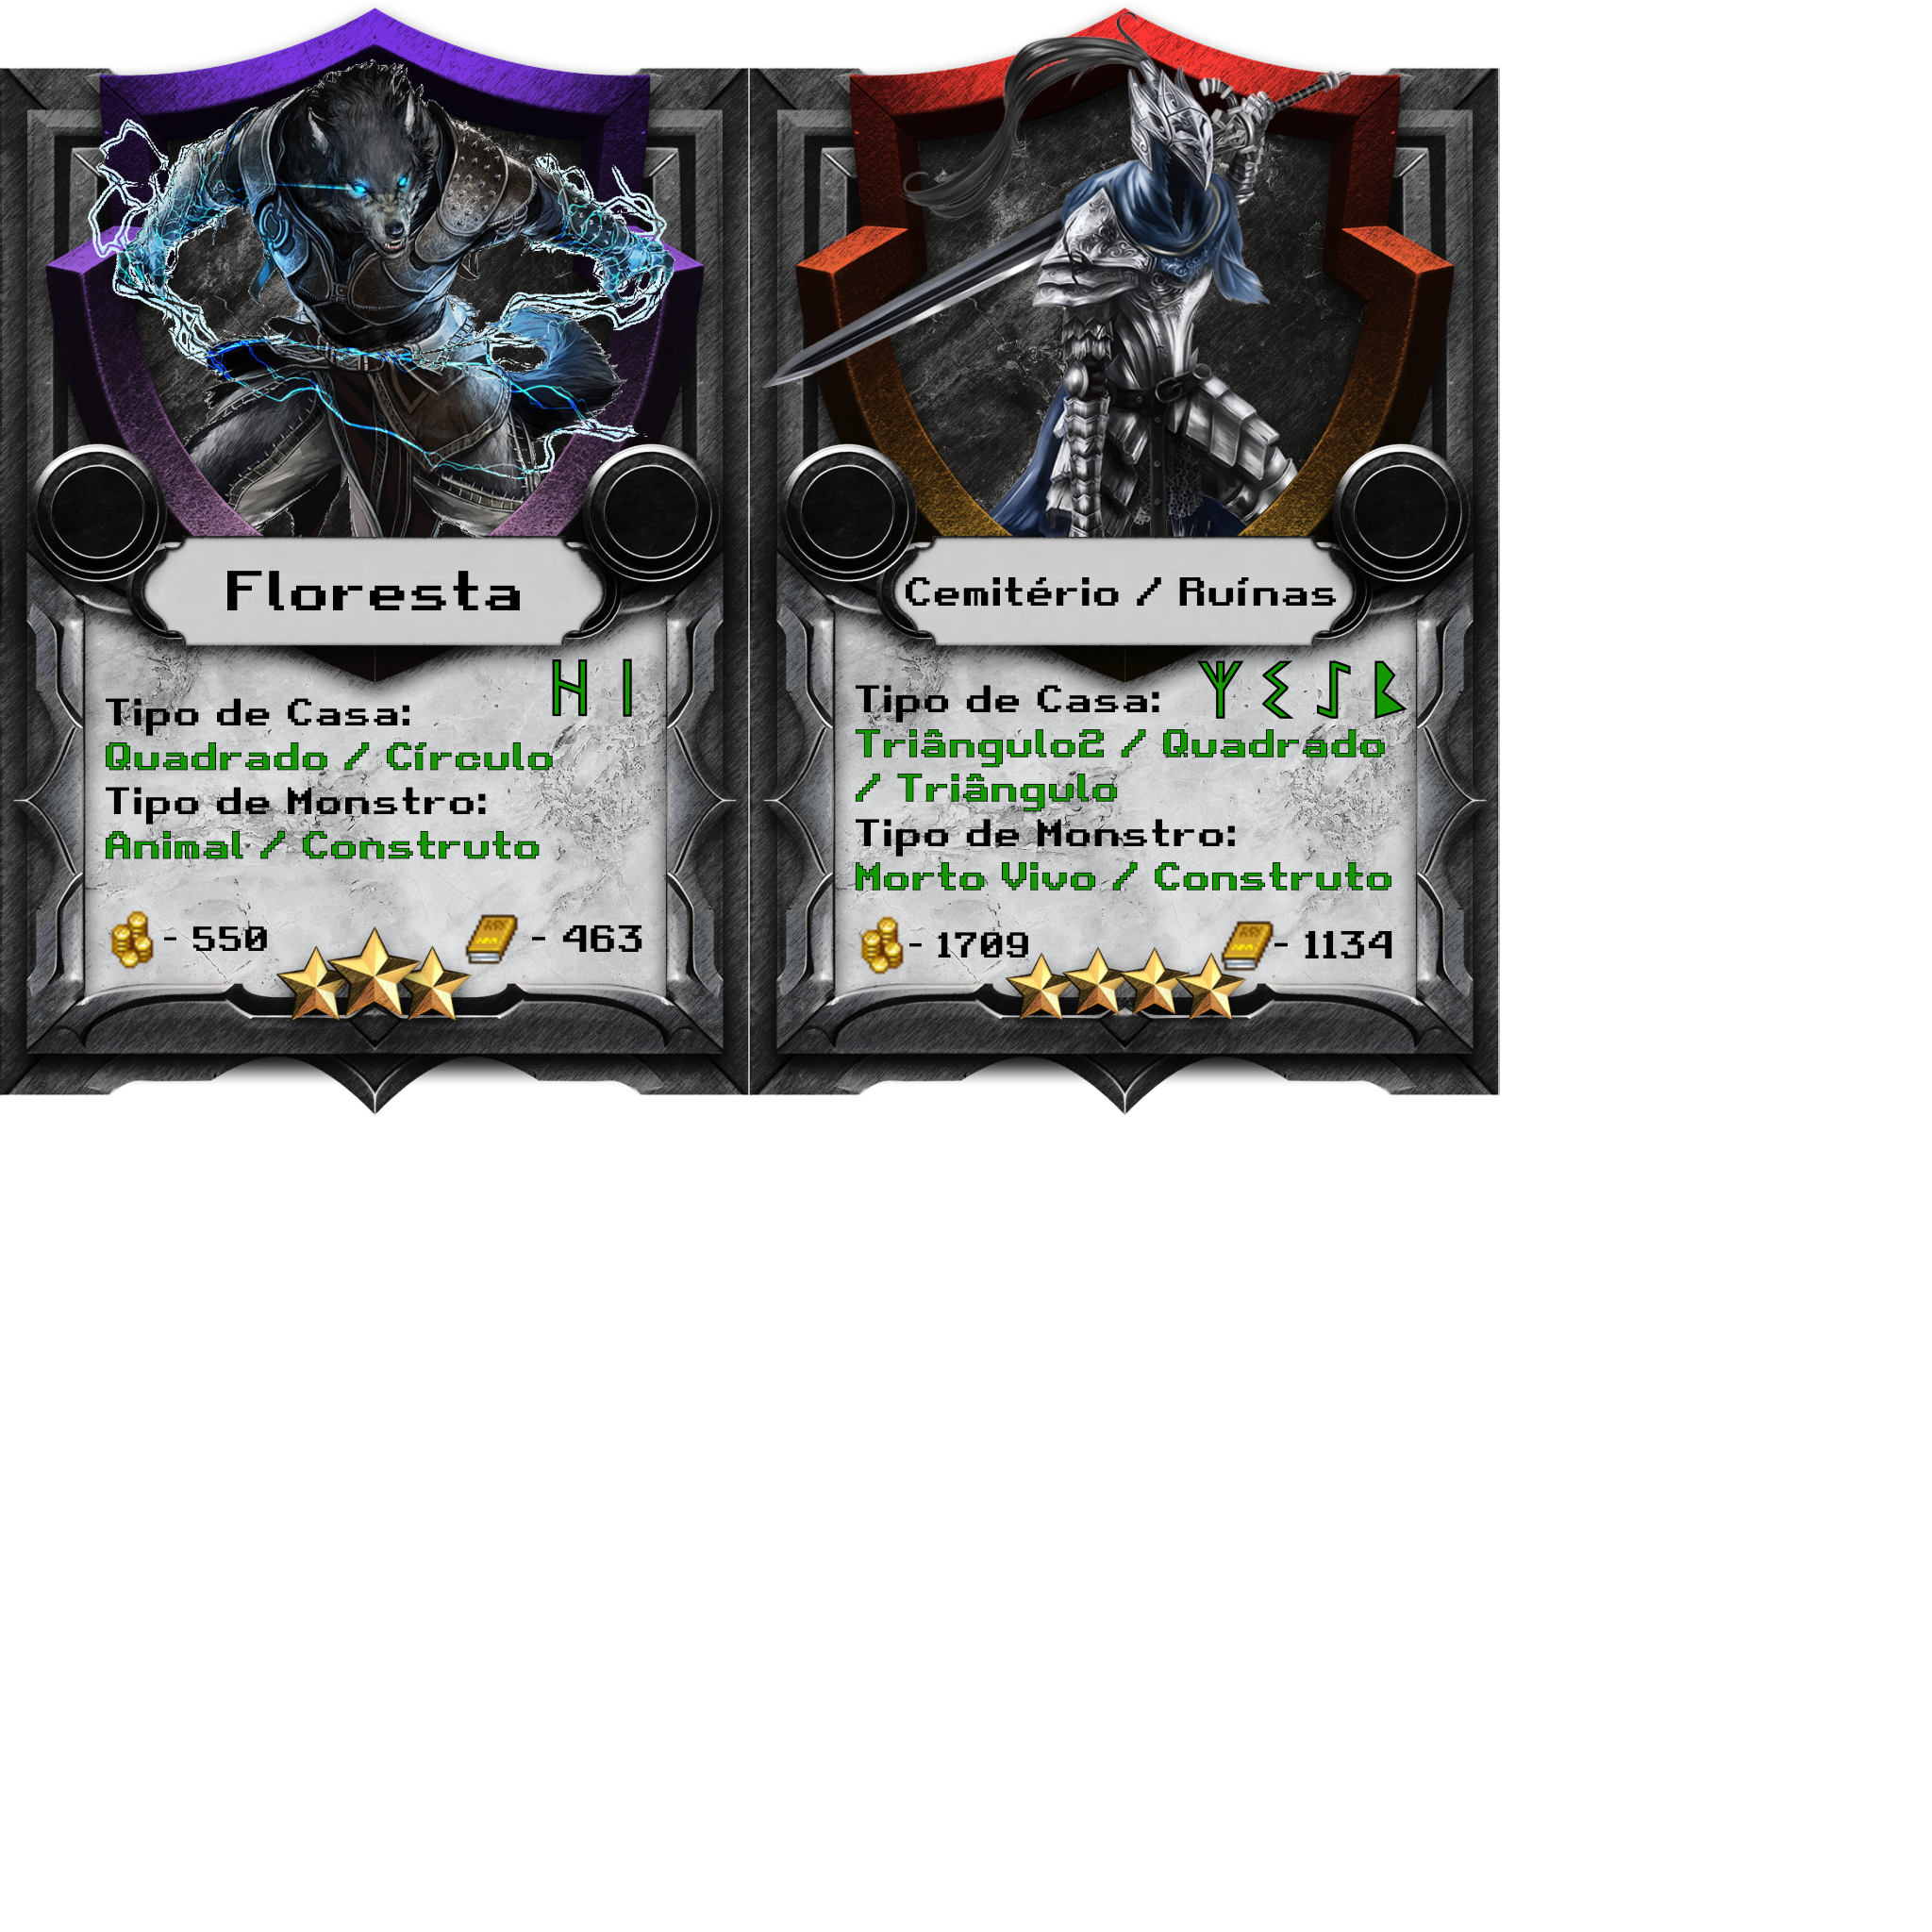 Floresta
ᚺ ᛁ
Tipo de Casa:
Quadrado / Círculo
Tipo de Monstro:
Animal / Construto
- 550
- 463
Cemitério / Ruínas
Tipo de Casa:
Triângulo2 / Quadrado
/ Triângulo
Tipo de Monstro:
Morto Vivo / Construto
- 1709
- 1134